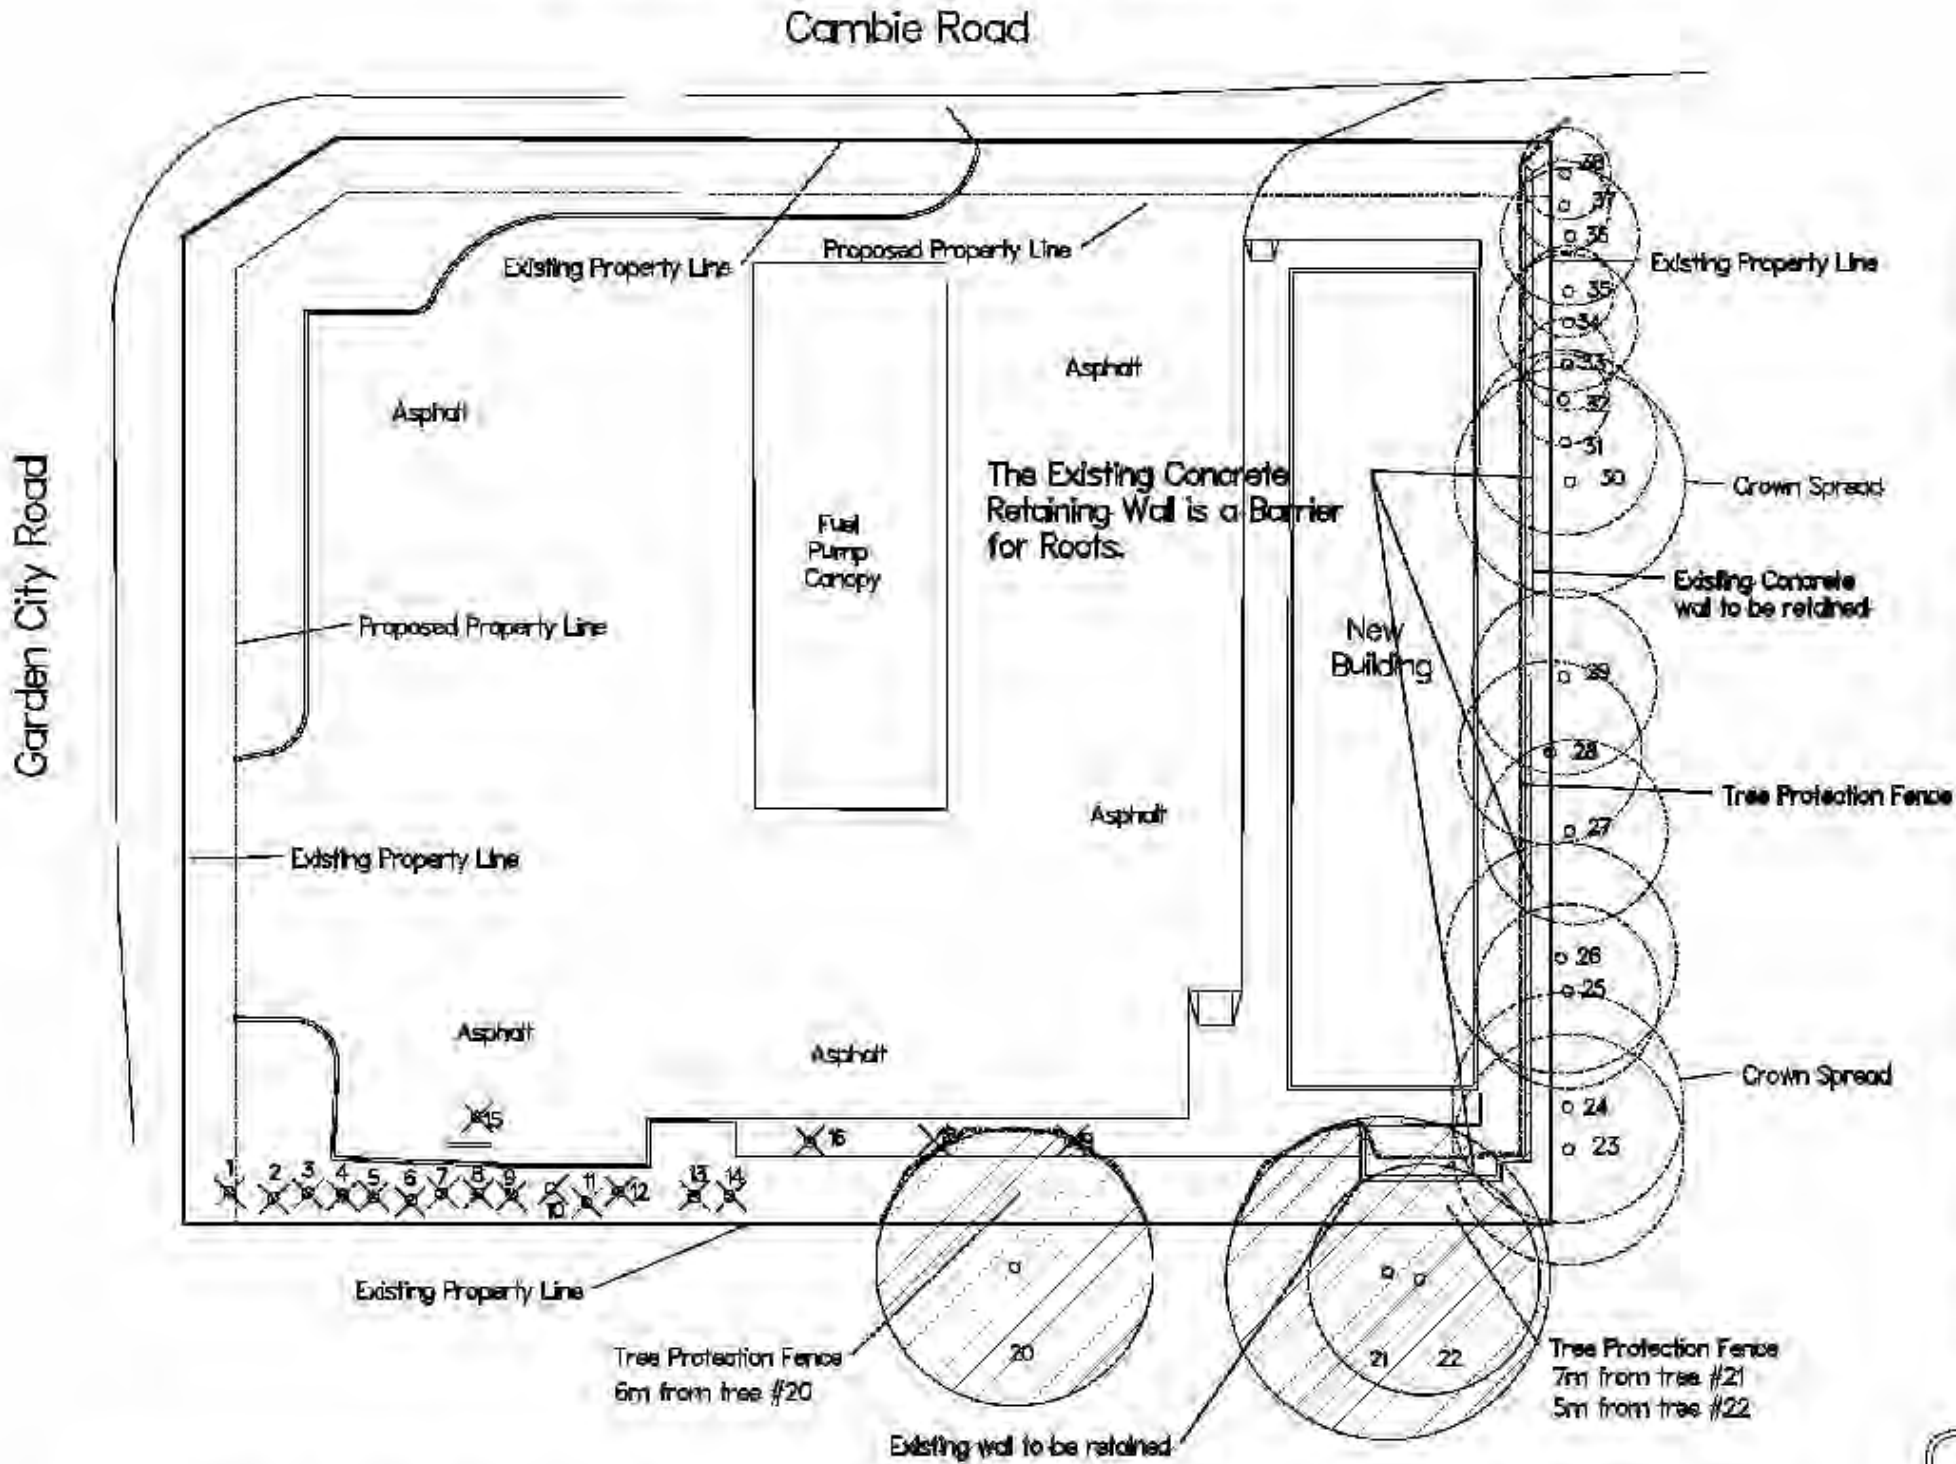 Cambie Road
38
37
36
Existing Property Line
Proposed Property Line
Existing Property Line
35
34
33
Asphalt
Asphalt
32
31
30
Crown Spread
Garden City Road
The Existing Concrete
Retaining Wall is a Barrier
for Roots.
Fuel
Pump
Canopy
Existing Concrete
wall to be retained
Proposed Property Line
New
Building
29
28
Tree Protection Fence
Asphalt
27
Existing Property Line
26
25
Asphalt
Asphalt
Crown Spread
24
23
15
16
19
1
2
3
4
5
6
7
8
9
10
11
12
13
14
Existing Property Line
Tree Protection Fence
6m from tree #20
20
21
22
Tree Protection Fence
7m from tree #21
5m from tree #22
Existing wall to be retained